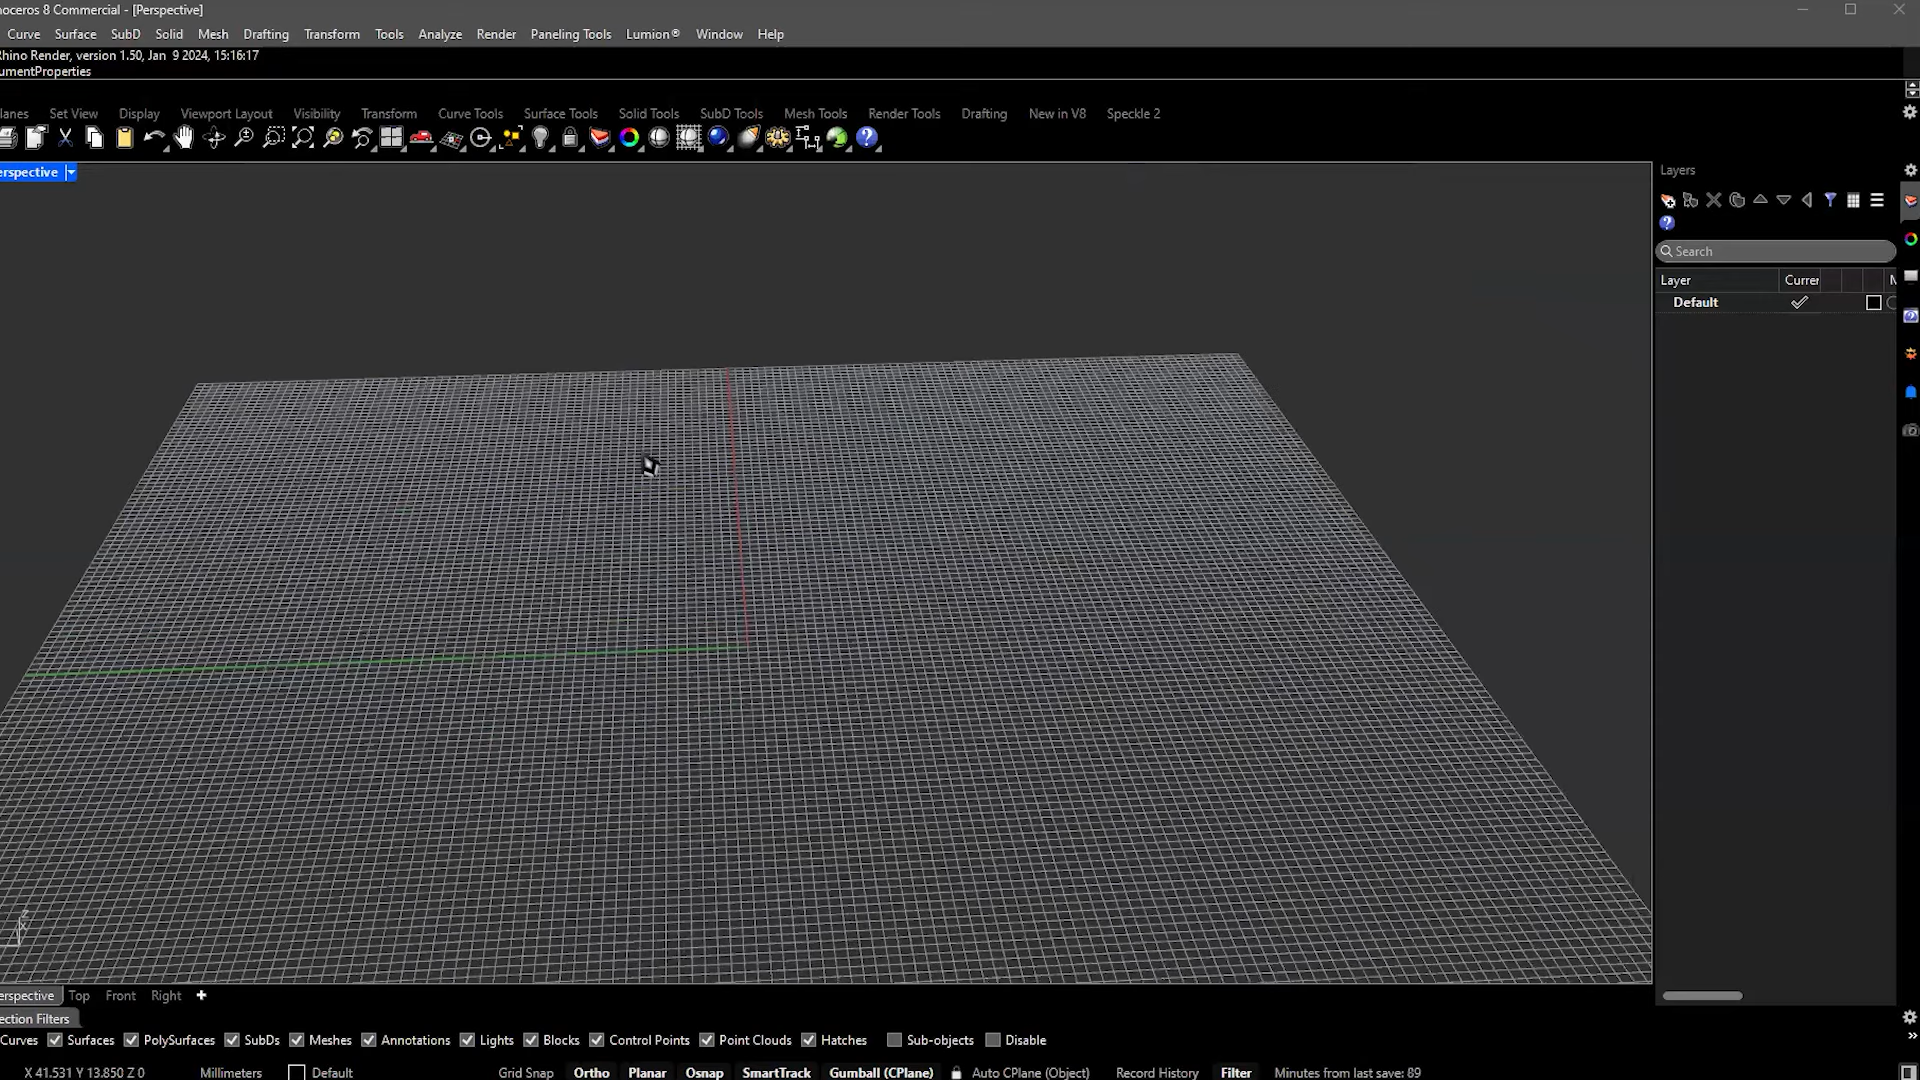 noceros 8 Commercial - [Perspective]
Curve Surface SubD Solid Mesh Drafting Transform Tools Analyze Render Paneling Tools Lumion® Window Help
Rhino Render, version 1.50, Jan 9 2024, 15:16:17
umentProperties
lanes Set View Display Viewport Layout Visibility Transform Curve Tools Surface Tools Solid Tools SubD Tools Mesh Tools Render Tools Drafting New in V8 Speckle 2
erspective
Layers
Search
Layer Currer M
Default
Z
erspective Top Front Right
ection Filters
Curves Surfaces PolySurfaces SubDs Meshes Annotations Lights Blocks Control Points Point Clouds Hatches Sub-objects Disable
X 41.531 Y 13.850 Z 0 Millimeters Default Grid Snap Ortho Planar Osnap SmartTrack Gumball (CPlane) Auto CPlane (Object) Record History Filter Minutes from last save: 89